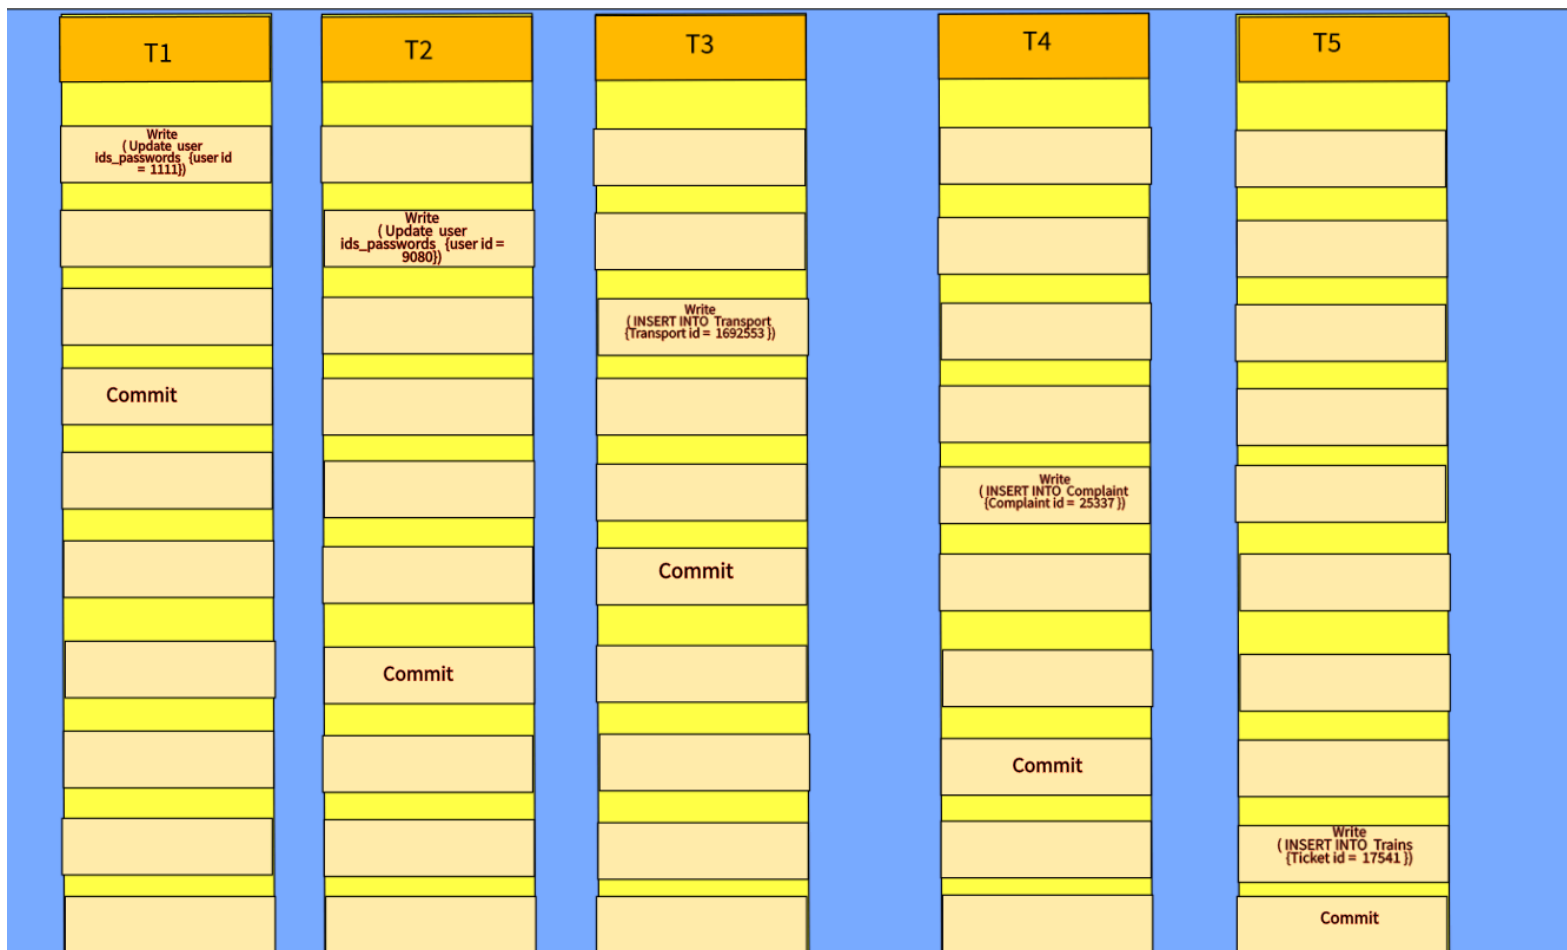 T1
T2
T3
T4
T5
Write
( Update user
ids_passwords {user id
= 1111})
Write
( Update user
ids_passwords {user id =
9080})
Write
( INSERT INTO Transport
{Transport id = 1692553 })
Commit
Write
( INSERT INTO Complaint
{Complaint id = 25337 })
Commit
Commit
Commit
Write
( INSERT INTO Trains
{Ticket id = 17541 })
Commit